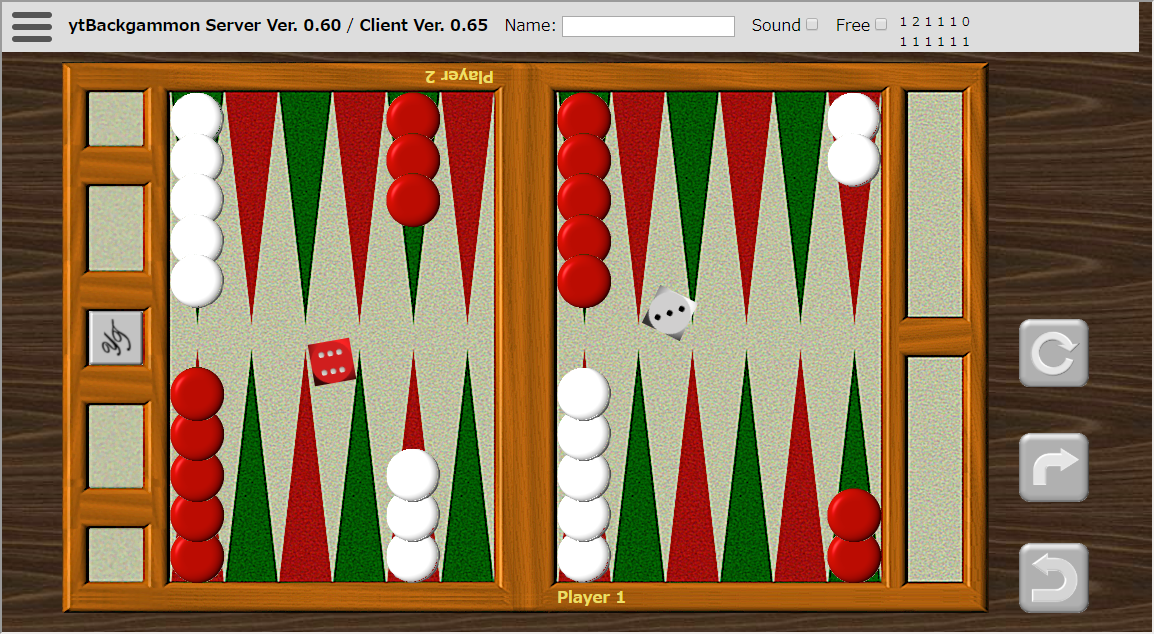 ytBackgammon Server Ver. 0.60 / Client Ver. 0.65 Name: Sound Free 1 2 1 1 1 0
1 1 1 1 1 1
Player 2
Player 1